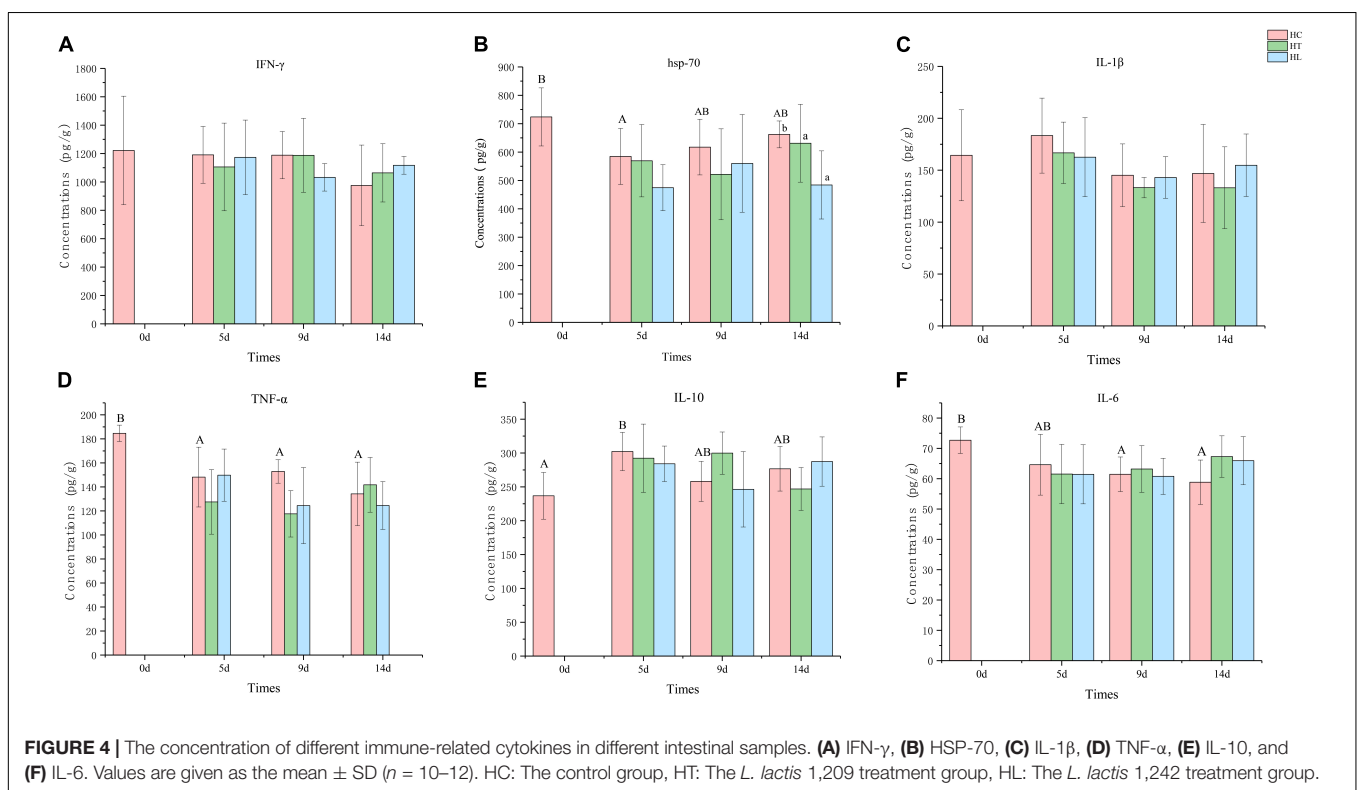 A
IFN-γ
1800
1600
1400
1200
1000
800
600
400
200
0
Concentrations (pg/g)
0d 5d 9d 14d
Times
B
hsp-70
900
800
700
600
500
400
300
200
100
0
Concentrations ( pg/g)
B A AB AB
b a a
0d 5d 9d 14d
Times
C
IL-1β
HC
HT
HL
250
200
150
100
50
0
Concentrations (pg/g)
0d 5d 9d 14d
Times
D
TNF-α
200
180
160
140
120
100
80
60
40
20
0
Concentrations (pg/g)
B A A A
0d 5d 9d 14d
Times
E
IL-10
350
300
250
200
150
100
50
0
Concentrations (pg/g)
A B AB AB
0d 5d 9d 14d
Times
F
IL-6
80
70
60
50
40
30
20
10
0
Concentrations (pg/g)
B AB A A
0d 5d 9d 14d
Times
FIGURE 4 | The concentration of different immune-related cytokines in different intestinal samples. (A) IFN-γ, (B) HSP-70, (C) IL-1β, (D) TNF-α, (E) IL-10, and
(F) IL-6. Values are given as the mean ± SD (n = 10–12). HC: The control group, HT: The L. lactis 1,209 treatment group, HL: The L. lactis 1,242 treatment group.